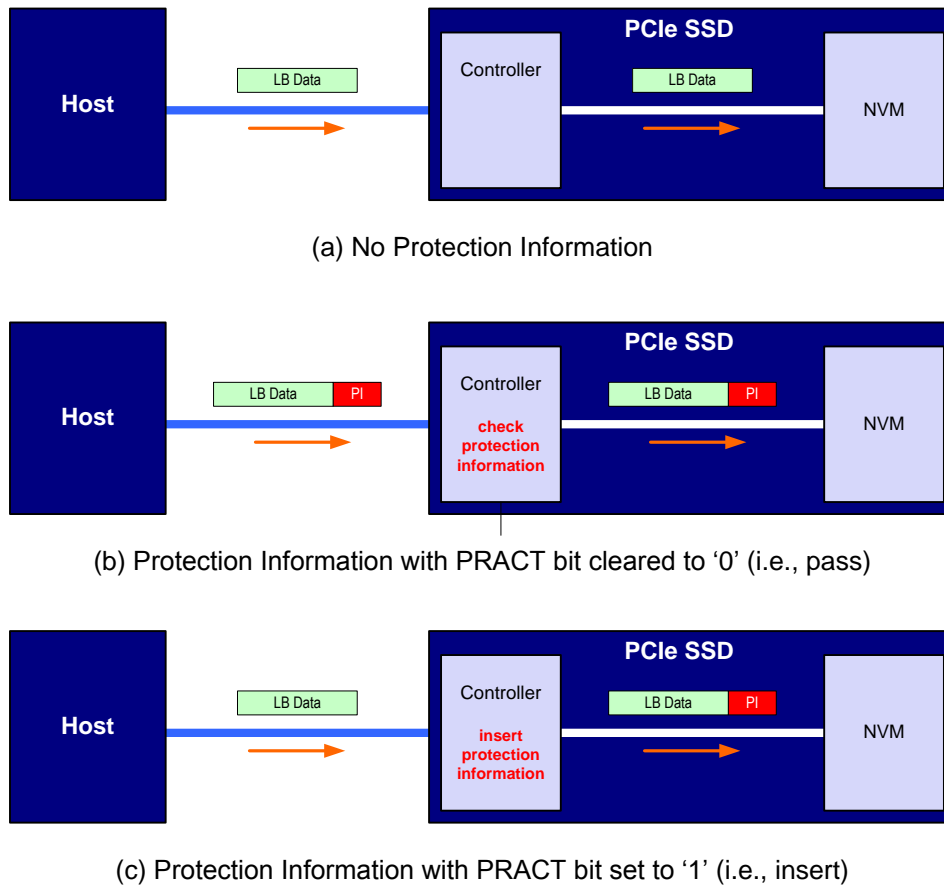 PCIe SSD
Host
LB Data
Controller
LB Data
NVM
(a) No Protection Information
PCIe SSD
Host
LB Data PI
Controller
check
protection
information
LB Data PI
NVM
(b) Protection Information with PRACT bit cleared to ‘0’ (i.e., pass)
PCIe SSD
Host
LB Data
Controller
insert
protection
information
LB Data PI
NVM
(c) Protection Information with PRACT bit set to ‘1’ (i.e., insert)